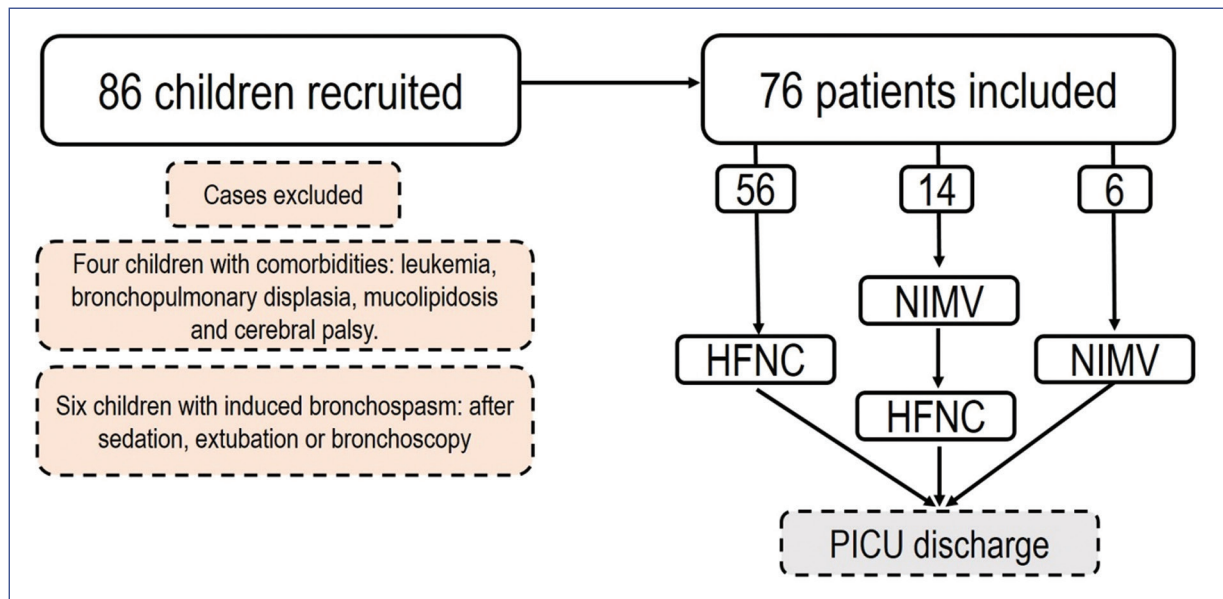 86 children recruited
76 patients included
Cases excluded
Four children with comorbidities: leukemia,
bronchopulmonary displasia, mucolipidosis
and cerebral palsy.
Six children with induced bronchospasm: after
sedation, extubation or bronchoscopy
56
14
6
NIMV
HFNC
NIMV
HFNC
PICU discharge